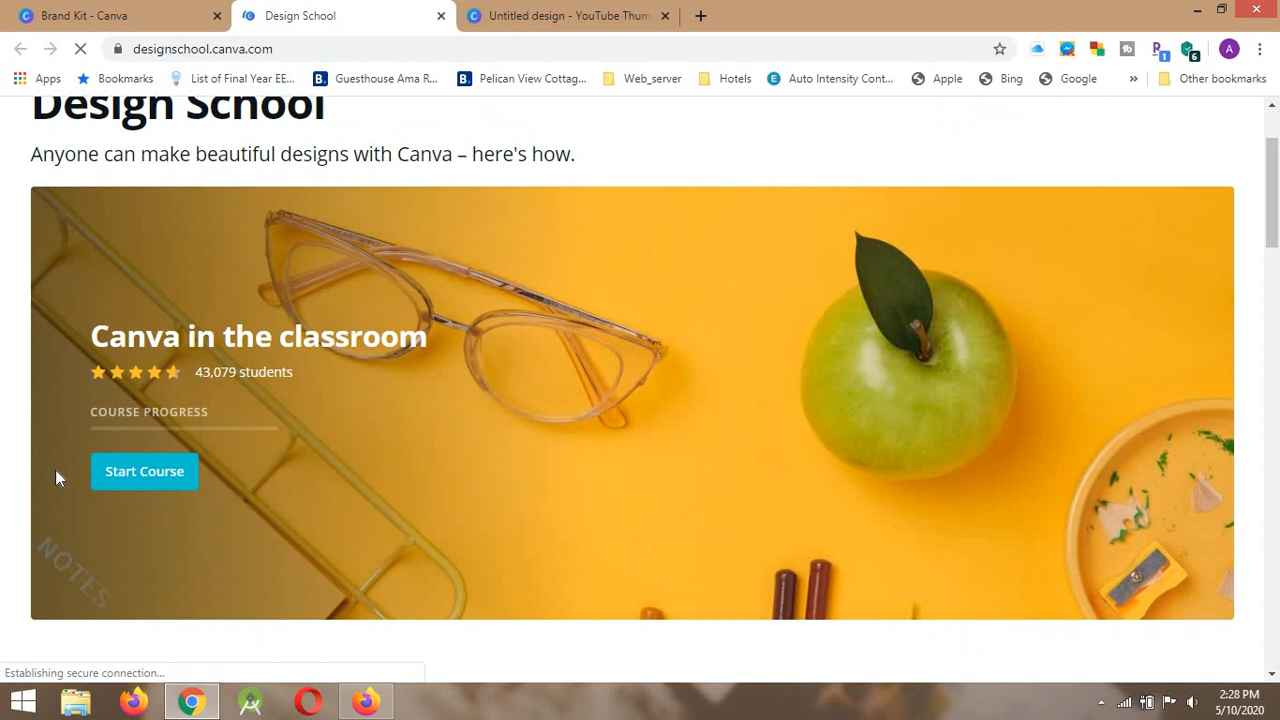 Brand Kit - Canva
Design School
Untitled design - YouTube Thum
designschool.canva.com
A
1
6
Apps
Bookmarks
List of Final Year EE...
B.
Guesthouse Ama R...
B.
Pelican View Cottag...
Web_server
Hotels
E
Auto Intensity Cont...
Apple
Bing
Google
»
Other bookmarks
Design School
Anyone can make beautiful designs with Canva – here's how.
Canva in the classroom
43,079 students
COURSE PROGRESS
Start Course
NOTES
Establishing secure connection...
2:28 PM
5/10/2020